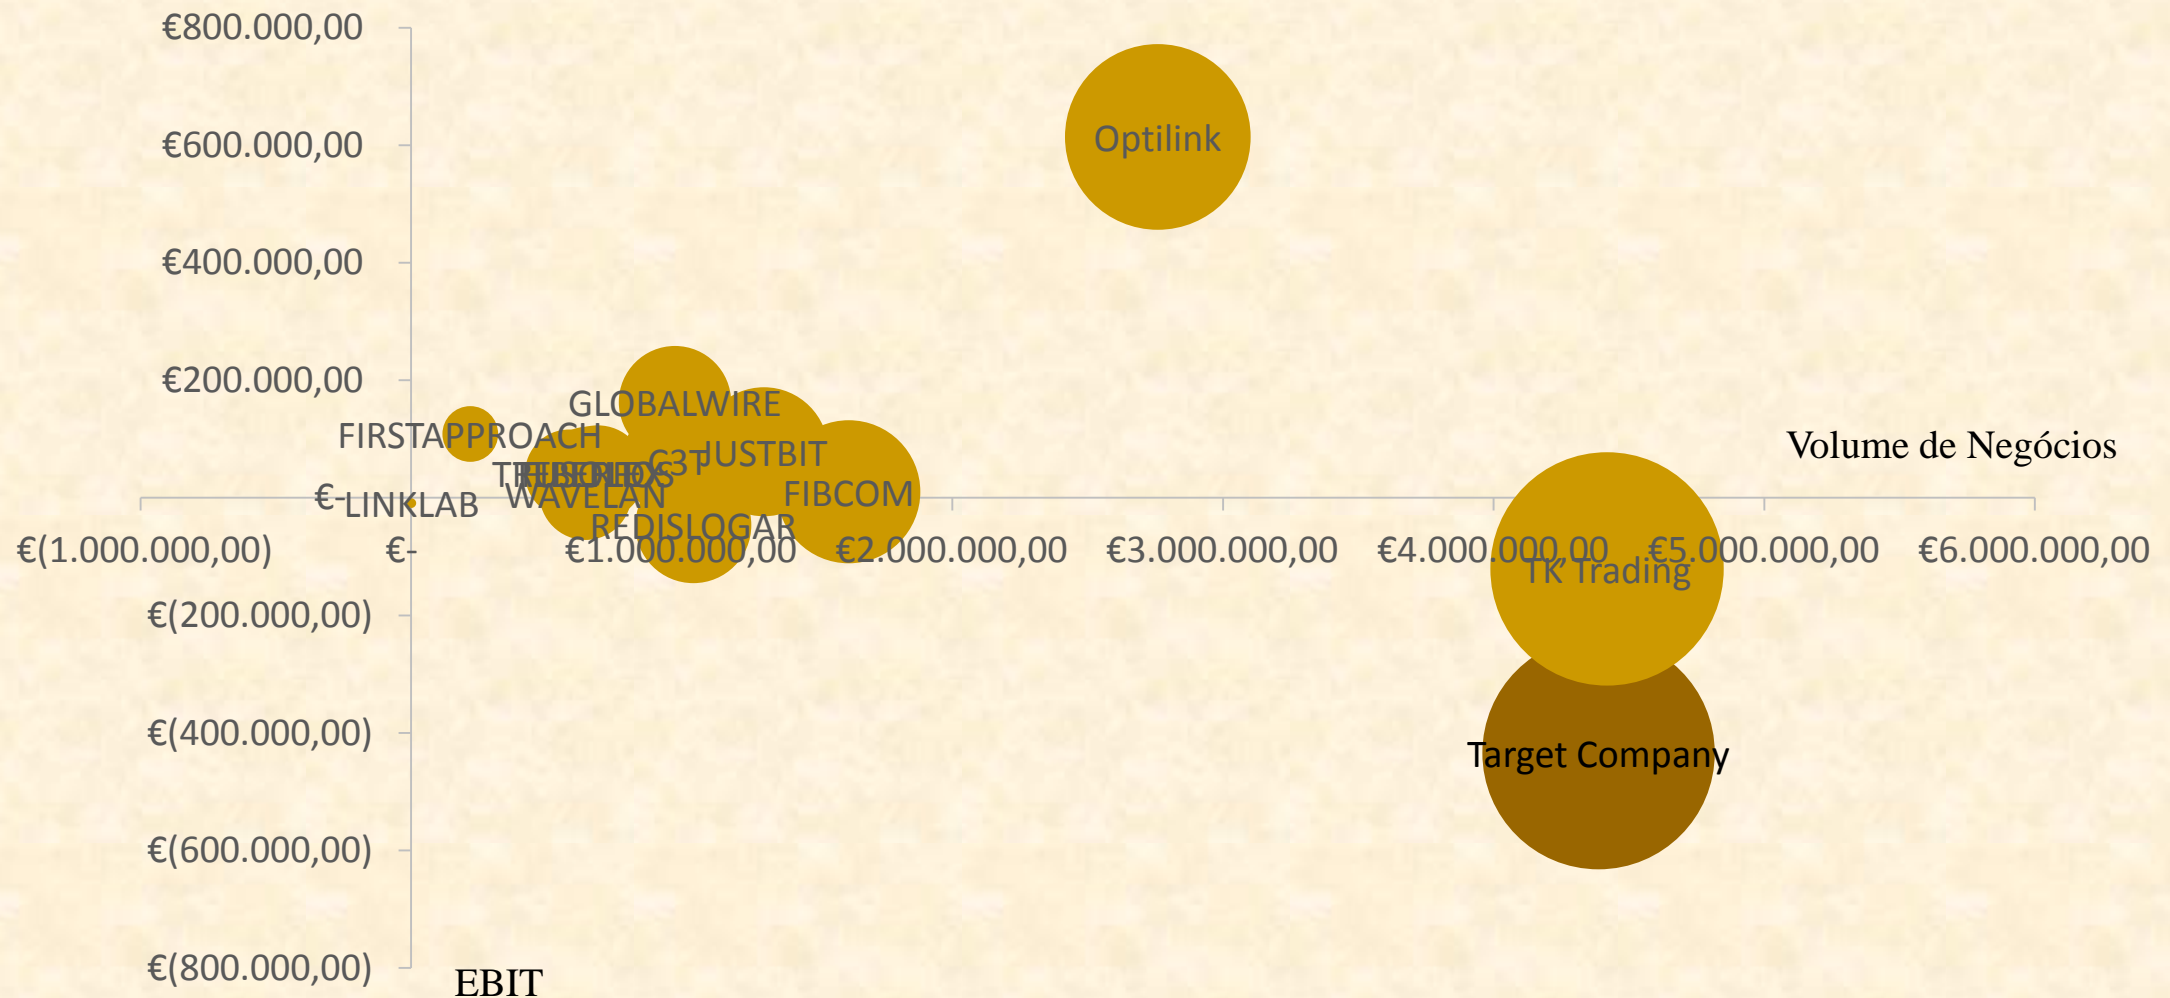 €800.000,00
€600.000,00
€400.000,00
€200.000,00
€-
€(200.000,00)
€(400.000,00)
€(600.000,00)
€(800.000,00)
€(1.000.000,00)
€-
€1.000.000,00
€2.000.000,00
€3.000.000,00
€4.000.000,00
€5.000.000,00
€6.000.000,00
Optilink
GLOBALWIRE
FIRSTAPPROACH
JUSTBIT
C3T
WAVELAN
FIBCOM
LINKLAB
REDISLOGAR
TK Trading
Target Company
Volume de Negócios
EBIT